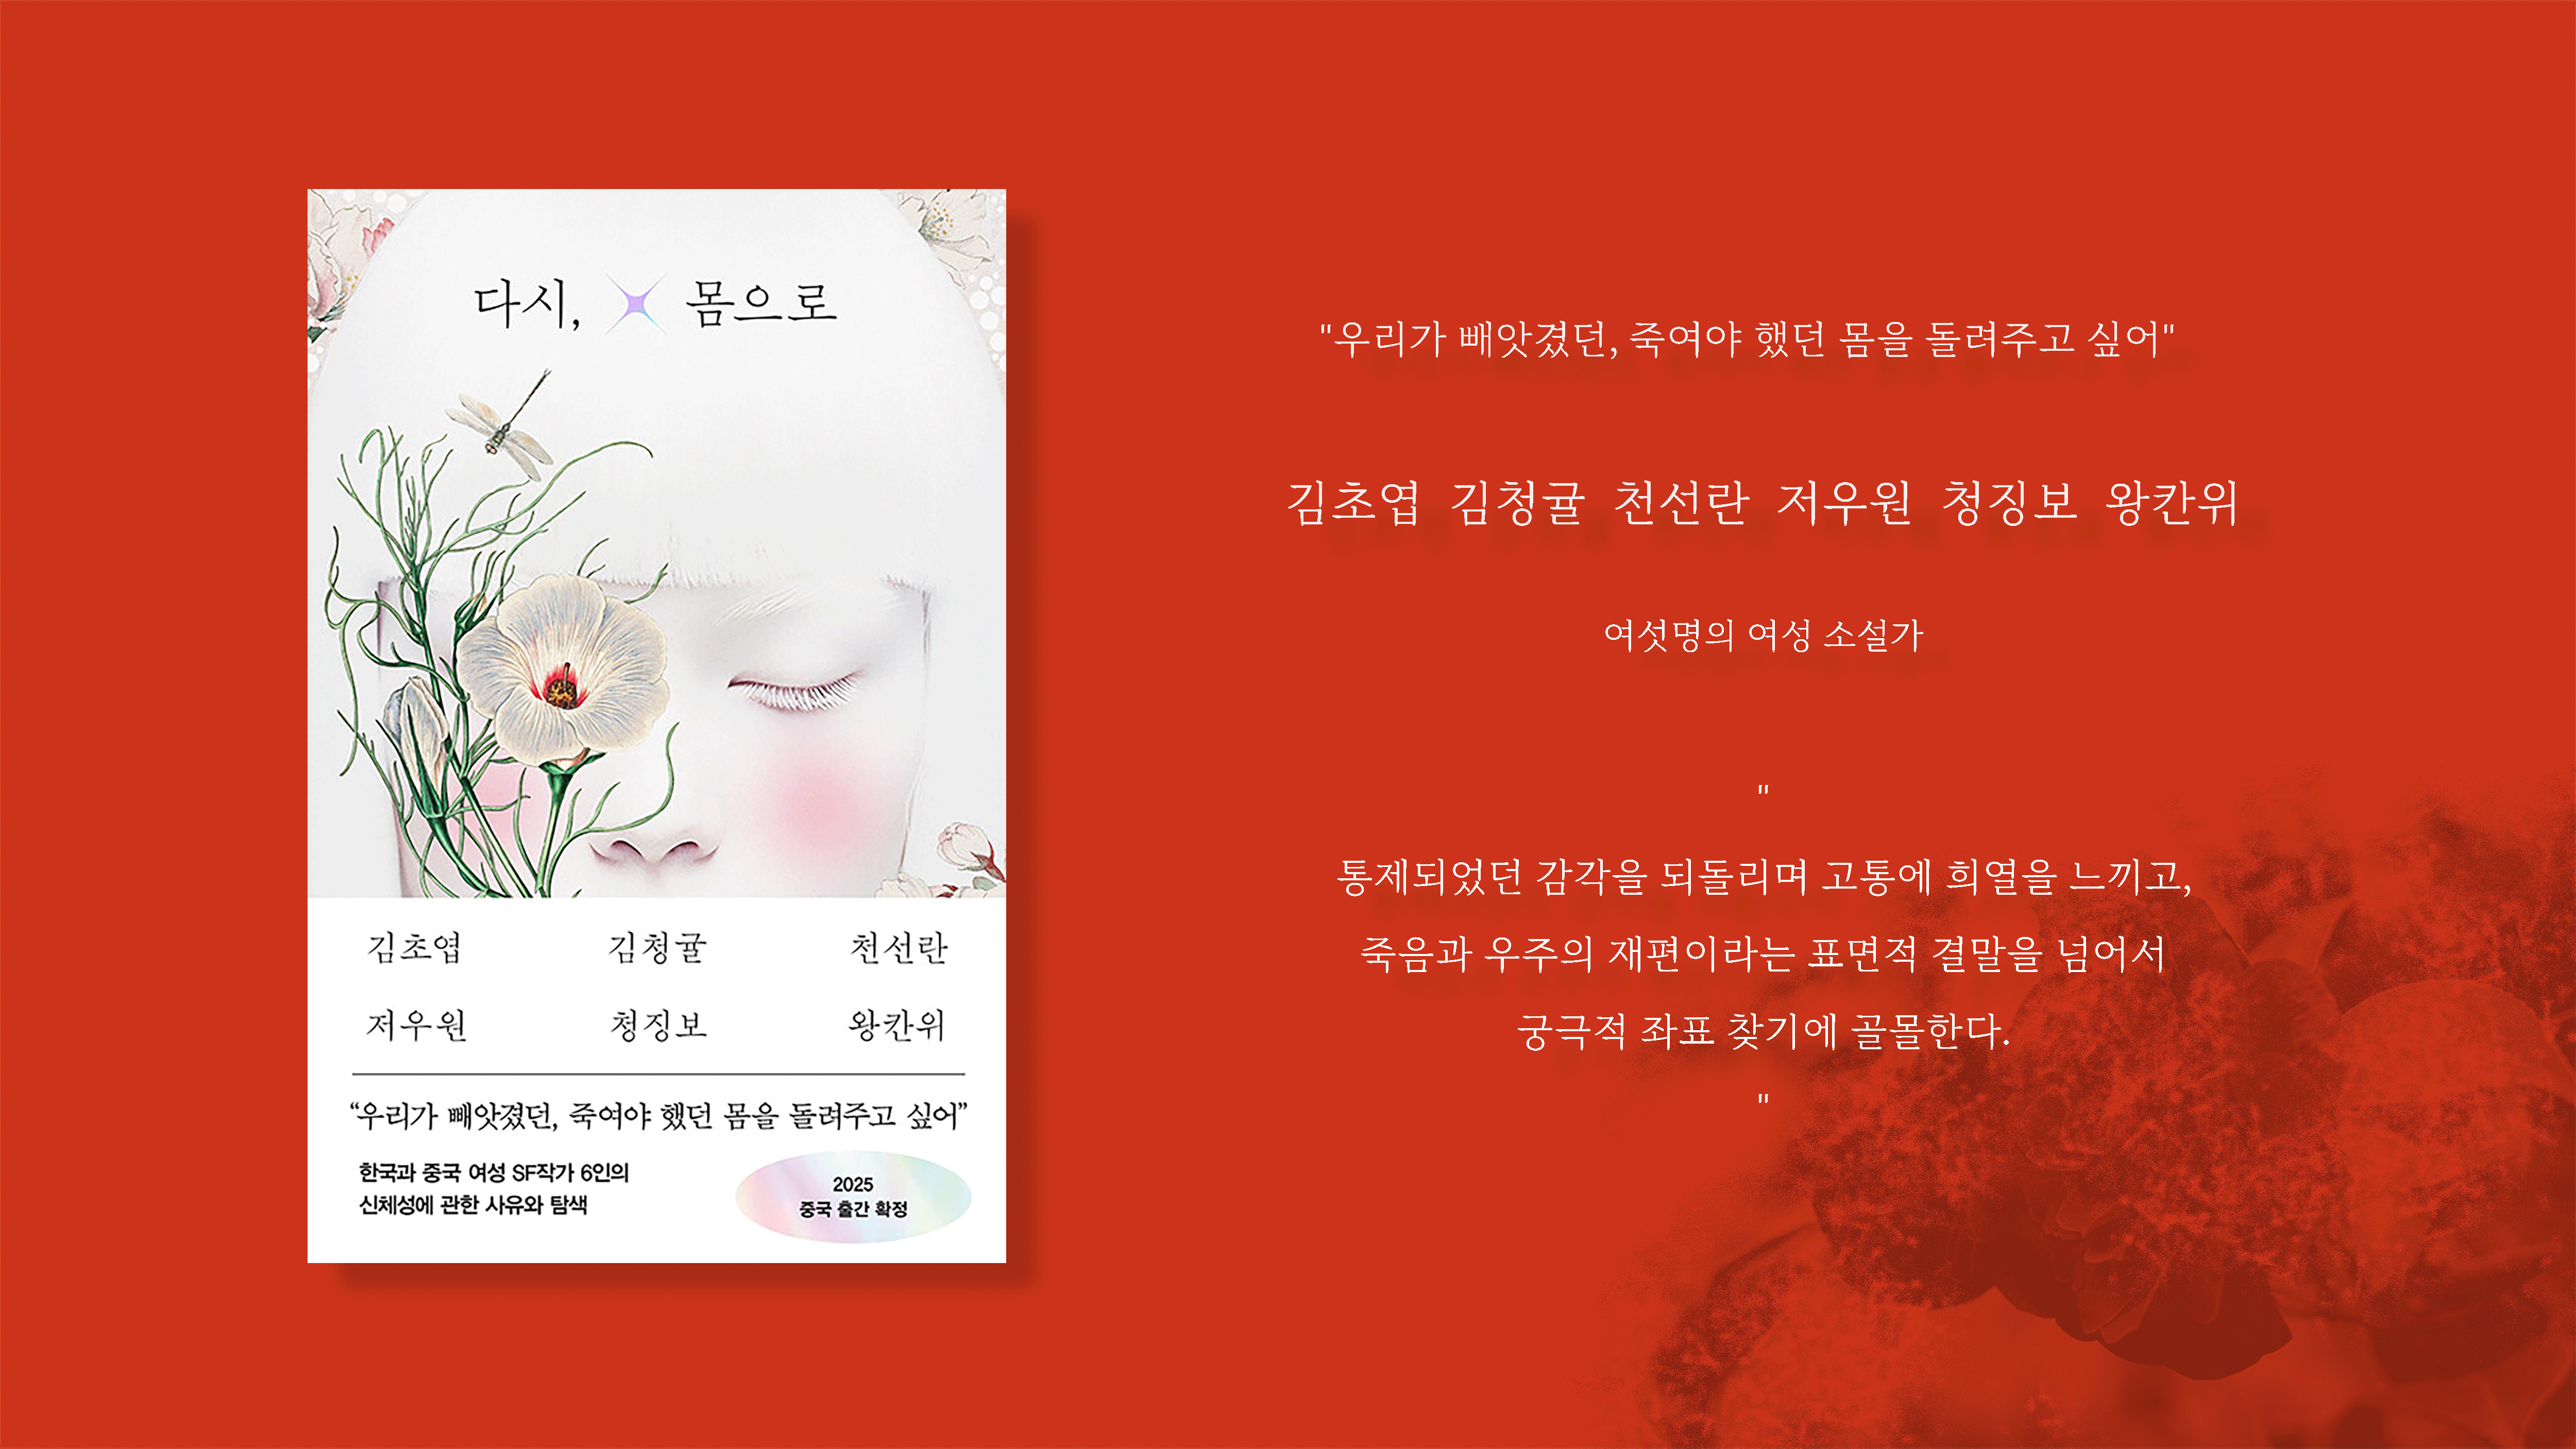 다시, 몸으로
김초엽 김청귤 천선란
저우원 청징보 왕칸위
“우리가 빼앗겼던, 죽여야 했던 몸을 돌려주고 싶어”
한국과 중국 여성 SF작가 6인의
신체성에 관한 사유와 탐색
2025
중국 출간 확정
"우리가 빼앗겼던, 죽여야 했던 몸을 돌려주고 싶어"
김초엽 김청귤 천선란 저우원 청징보 왕칸위
여섯명의 여성 소설가
"
통제되었던 감각을 되돌리며 고통에 희열을 느끼고,
죽음과 우주의 재편이라는 표면적 결말을 넘어서
궁극적 좌표 찾기에 골몰한다.
"